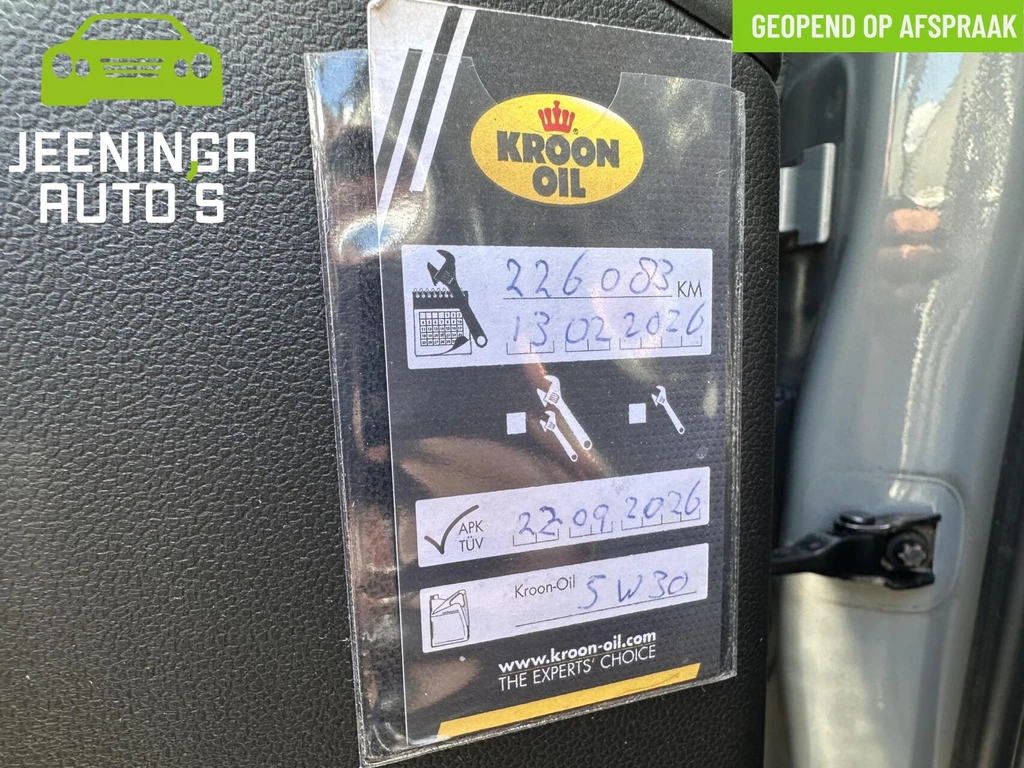 GEOPEND OP AFSPRAAK
JEENINGA
AUTO'S
KROON
OIL
226083 KM
13 02 2026
APK
TÜV
22 09 2026
Kroon-Oil 5W30
www.kroon-oil.com
THE EXPERTS' CHOICE